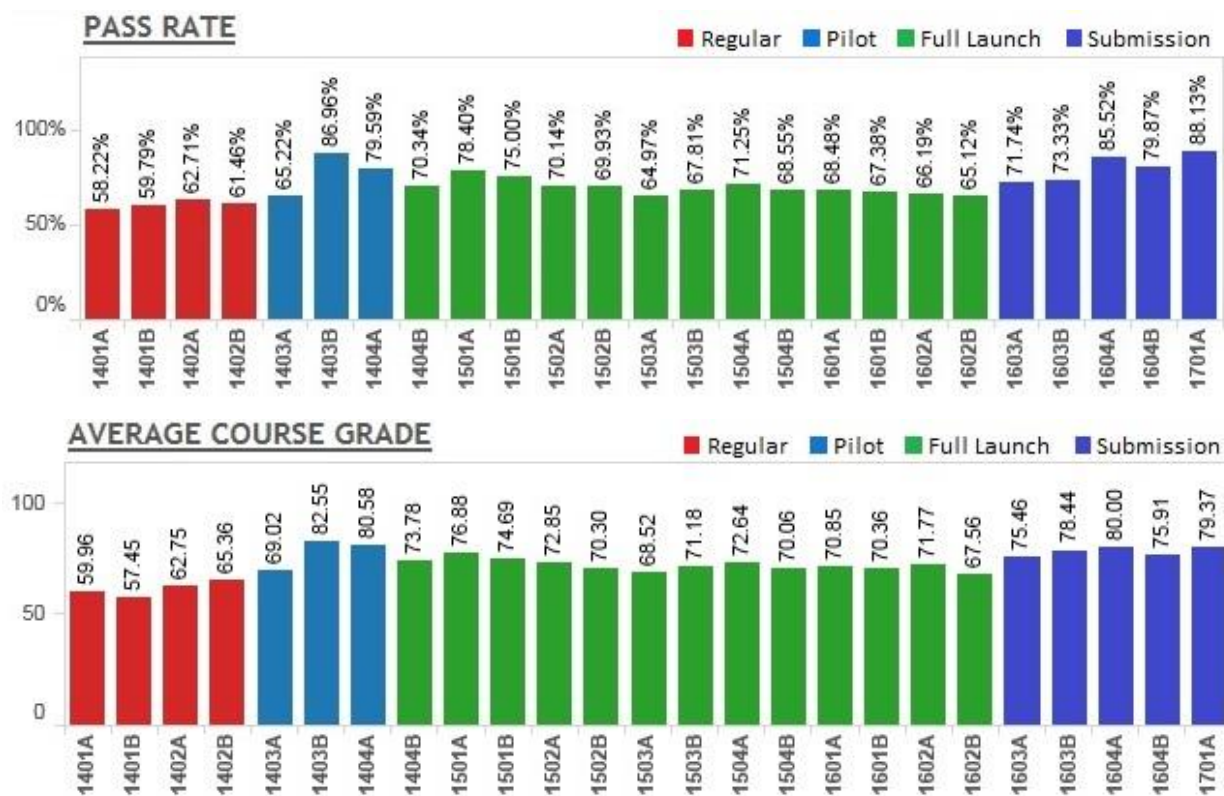 PASS RATE
Regular Pilot Full Launch Submission
100%
50%
0%
58.22% 59.79% 62.71% 61.46% 65.22% 86.96% 79.59% 70.34% 78.40% 75.00% 70.14% 69.93% 64.97% 67.81% 71.25% 68.55% 68.48% 67.38% 66.19% 65.12% 71.74% 73.33% 85.52% 79.87% 88.13%
1401A 1401B 1402A 1402B 1403A 1403B 1404A 1404B 1501A 1501B 1502A 1502B 1503A 1503B 1504A 1504B 1601A 1601B 1602A 1602B 1603A 1603B 1604A 1604B 1701A
AVERAGE COURSE GRADE
Regular Pilot Full Launch Submission
100
50
0
59.96 57.45 62.75 65.36 69.02 82.55 80.58 73.78 76.88 74.69 72.85 70.30 68.52 71.18 72.64 70.06 70.85 70.36 71.77 67.56 75.46 78.44 80.00 75.91 79.37
1401A 1401B 1402A 1402B 1403A 1403B 1404A 1404B 1501A 1501B 1502A 1502B 1503A 1503B 1504A 1504B 1601A 1601B 1602A 1602B 1603A 1603B 1604A 1604B 1701A